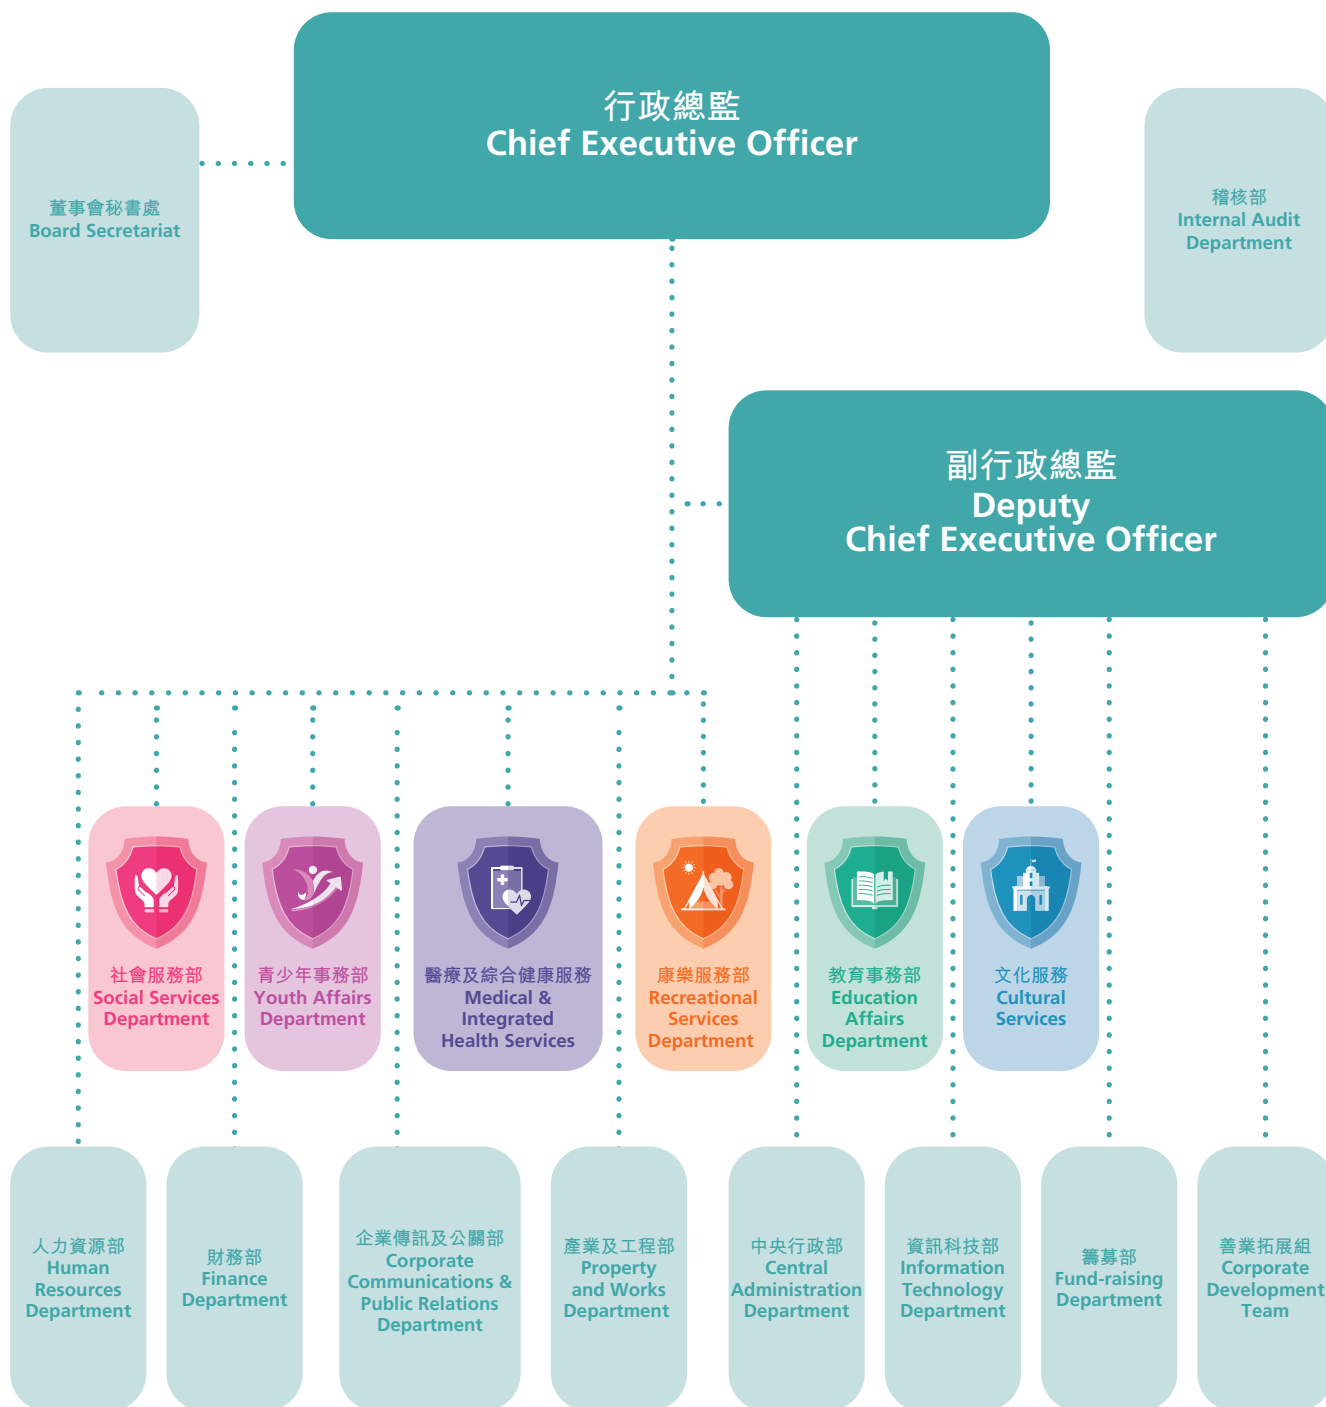 行政總監
Chief Executive Officer
董事會秘書處
Board Secretariat
稽核部
Internal Audit
Department
副行政總監
Deputy
Chief Executive Officer
社會服務部
Social Services
Department
青少年事務部
Youth Affairs
Department
醫療及綜合健康服務
Medical &
Integrated
Health Services
康樂服務部
Recreational
Services
Department
教育事務部
Education
Affairs
Department
文化服務
Cultural
Services
人力資源部
Human
Resources
Department
財務部
Finance
Department
企業傳訊及公關部
Corporate
Communications &
Public Relations
Department
產業及工程部
Property
and Works
Department
中央行政部
Central
Administration
Department
資訊科技部
Information
Technology
Department
籌募部
Fund-raising
Department
善業拓展組
Corporate
Development
Team